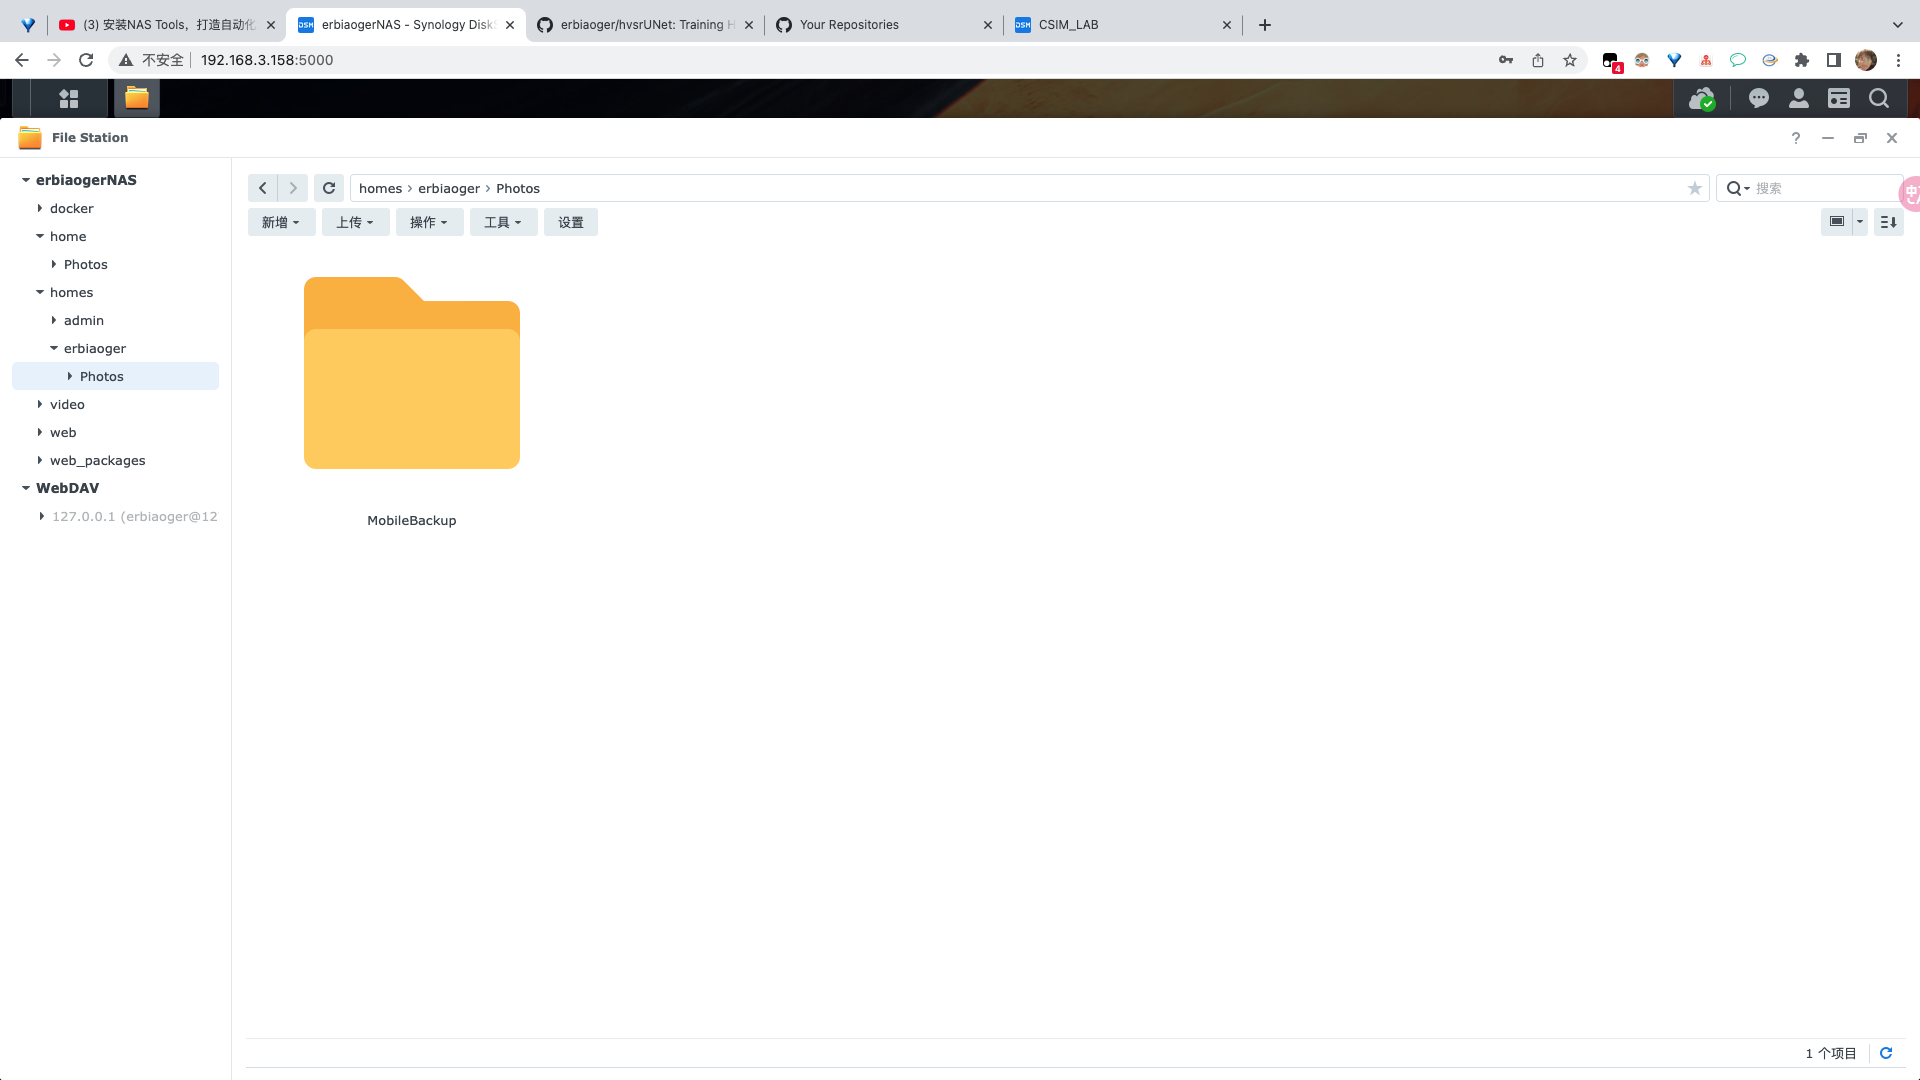 (3) 安装NAS Tools，打造自动化
erbiaogerNAS - Synology Disk
erbiaoger/hvsrUNet: Training H
Your Repositories
CSIM_LAB
不安全
192.168.3.158:5000
4
File Station
erbiaogerNAS
docker
home
Photos
homes
admin
erbiaoger
Photos
video
web
web_packages
WebDAV
127.0.0.1 (erbiaoger@12
homes › erbiaoger › Photos
搜索
新增
上传
操作
工具
设置
MobileBackup
1 个项目